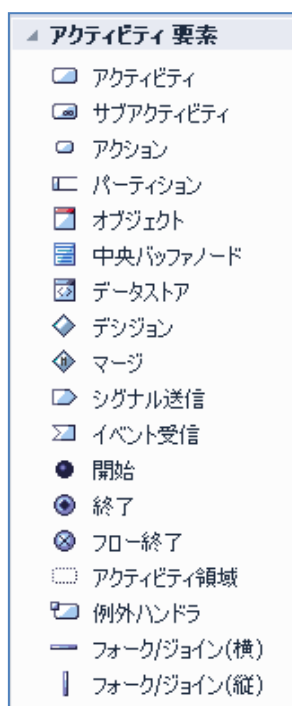 アクティビティ 要素
アクティビティ
サブアクティビティ
アクション
パーティション
オブジェクト
中央バッファノード
データストア
デシジョン
マージ
シグナル送信
イベント受信
開始
終了
フロー終了
アクティビティ領域
例外ハンドラ
フォーク/ジョイン(横)
フォーク/ジョイン(縦)